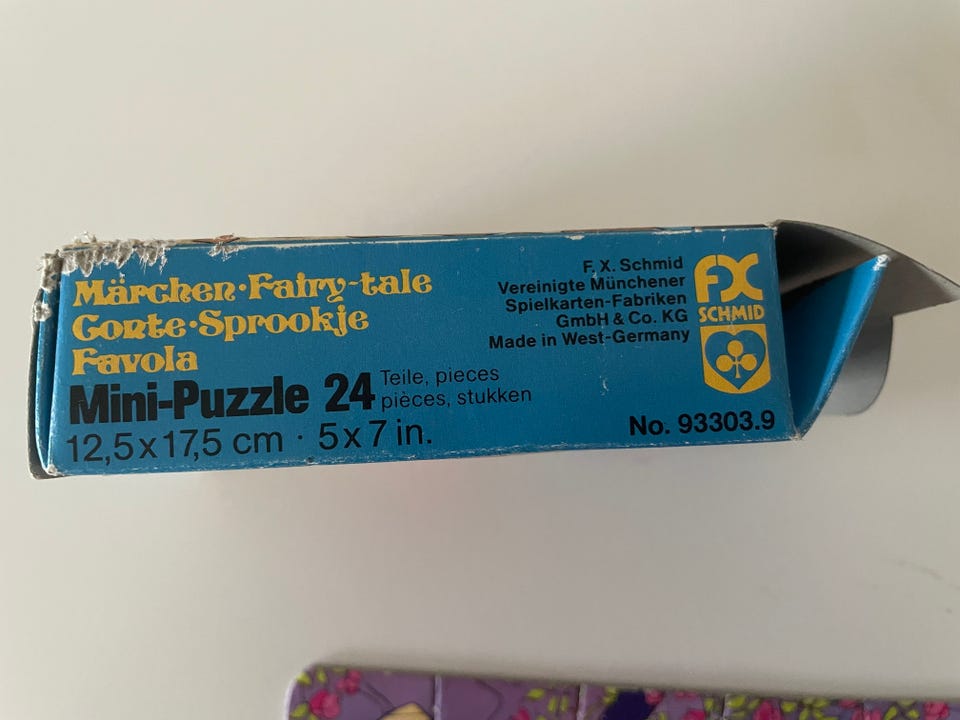 Märchen·Fairy-tale
Conte·Sprookje
Favola
Mini-Puzzle 24 Teile, pieces
pièces, stukken
12,5x17,5 cm · 5x7 in.
F. X. Schmid
Vereinigte Münchener
Spielkarten-Fabriken
GmbH & Co. KG
Made in West-Germany
FX
SCHMID
No. 93303.9